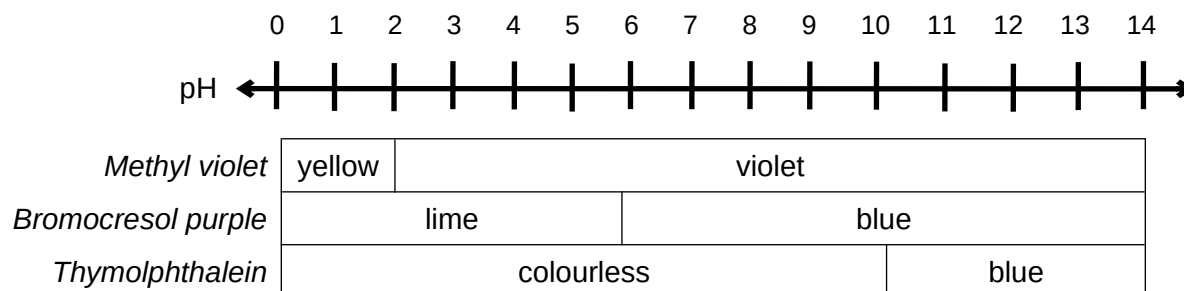 0 1 2 3 4 5 6 7 8 9 10 11 12 13 14
pH
Methyl violet yellow violet
Bromocresol purple lime blue
Thymolphthalein colourless blue